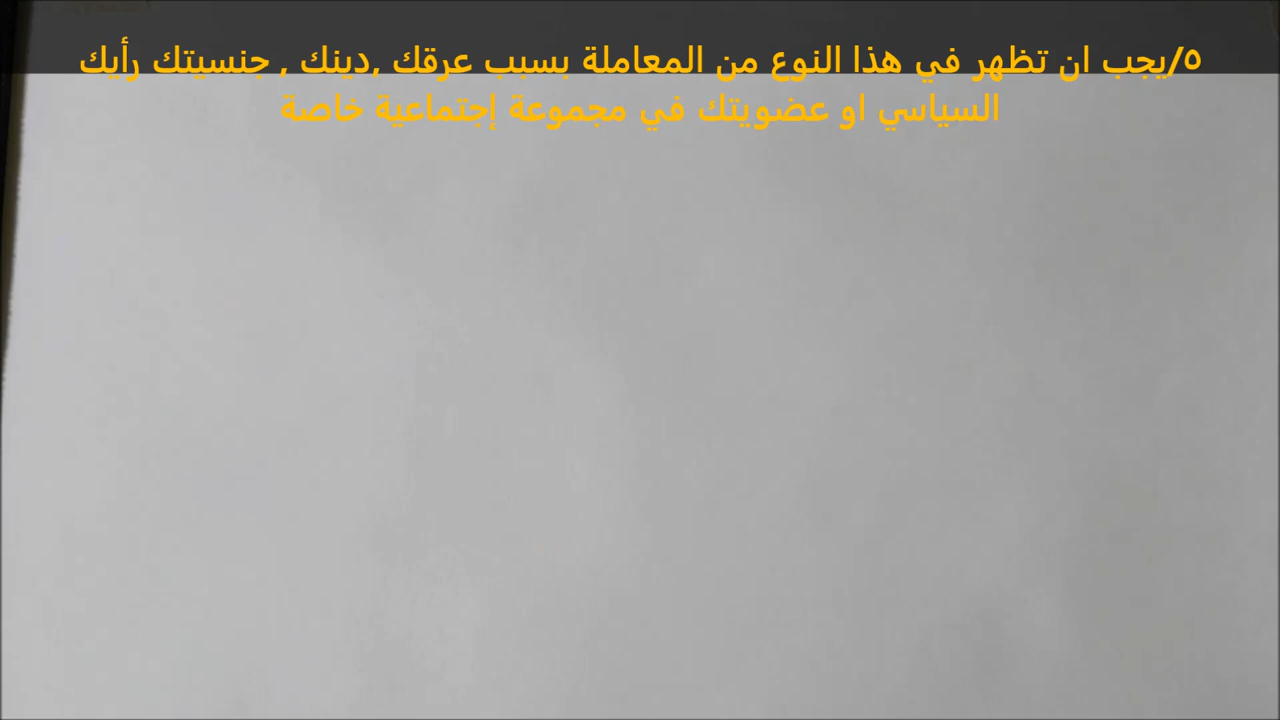 ٥/يجب ان تظهر في هذا النوع من المعاملة بسبب عرقك ,دينك , جنسيتك رأيك
السياسي او عضويتك في مجموعة إجتماعية خاصة